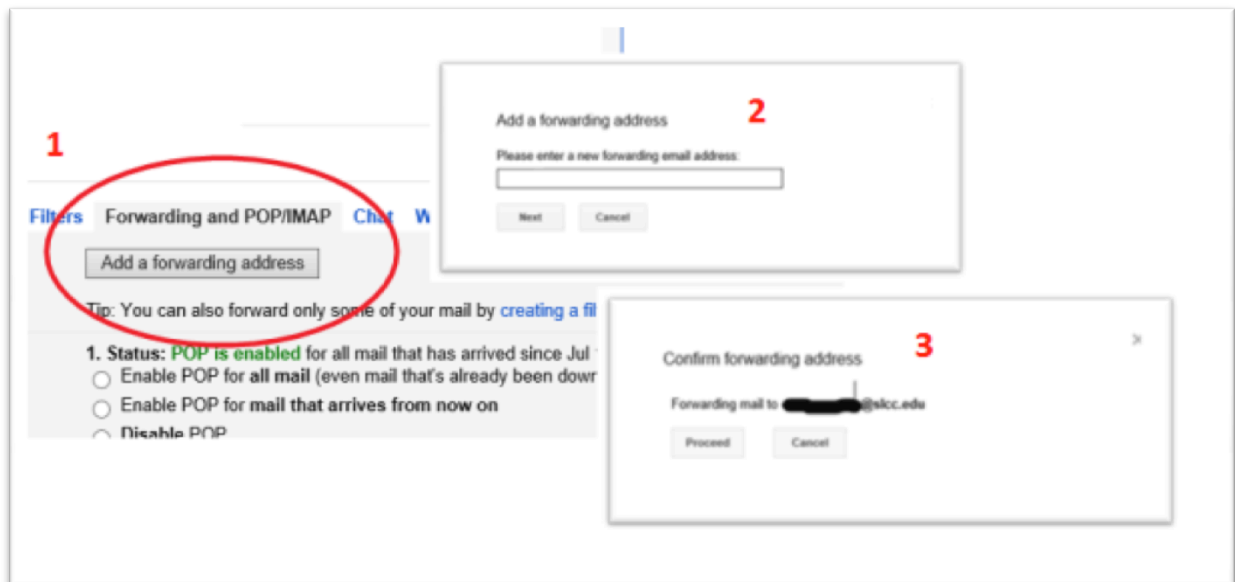 1
Filters Forwarding and POP/IMAP Chat W
Add a forwarding address
Tip: You can also forward only some of your mail by creating a fil
1. Status: POP is enabled for all mail that has arrived since Jul
Enable POP for all mail (even mail that's already been down
Enable POP for mail that arrives from now on
Disable POP
2
Add a forwarding address
Please enter a new forwarding email address:
Next Cancel
3
Confirm forwarding address
Forwarding mail to @slcc.edu
Proceed Cancel